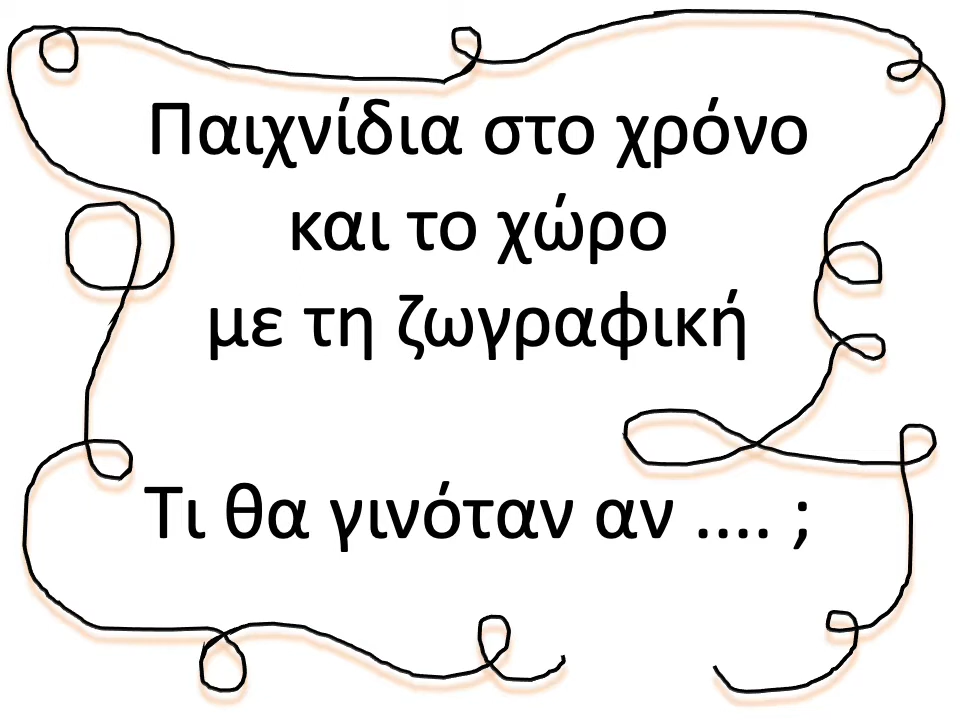 Παιχνίδια στο χρόνο
και το χώρο
με τη ζωγραφική
Τι θα γινόταν αν .... ;